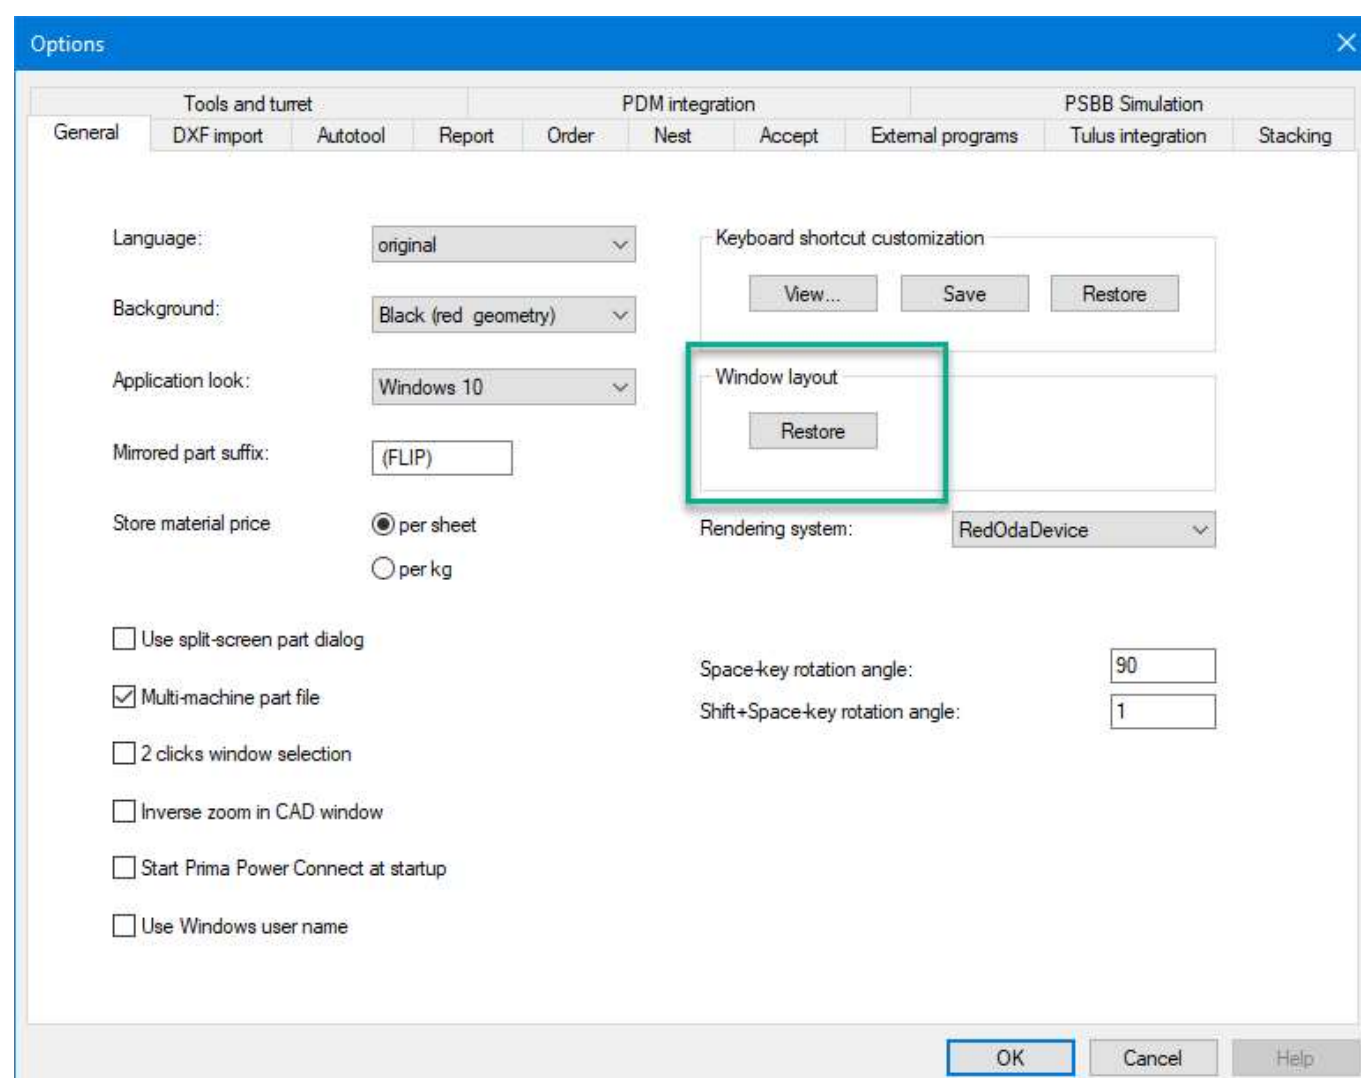 Options
Tools and turret
PDM integration
PSBB Simulation
General
DXF import
Autotool
Report
Order
Nest
Accept
External programs
Tulus integration
Stacking
Language:
original
Background:
Black (red geometry)
Application look:
Windows 10
Mirrored part suffix:
(FLIP)
Store material price
per sheet
per kg
Keyboard shortcut customization
View...
Save
Restore
Window layout
Restore
Rendering system:
RedOdaDevice
Use split-screen part dialog
Multi-machine part file
2 clicks window selection
Inverse zoom in CAD window
Start Prima Power Connect at startup
Use Windows user name
Space-key rotation angle:
90
Shift+Space-key rotation angle:
1
OK
Cancel
Help